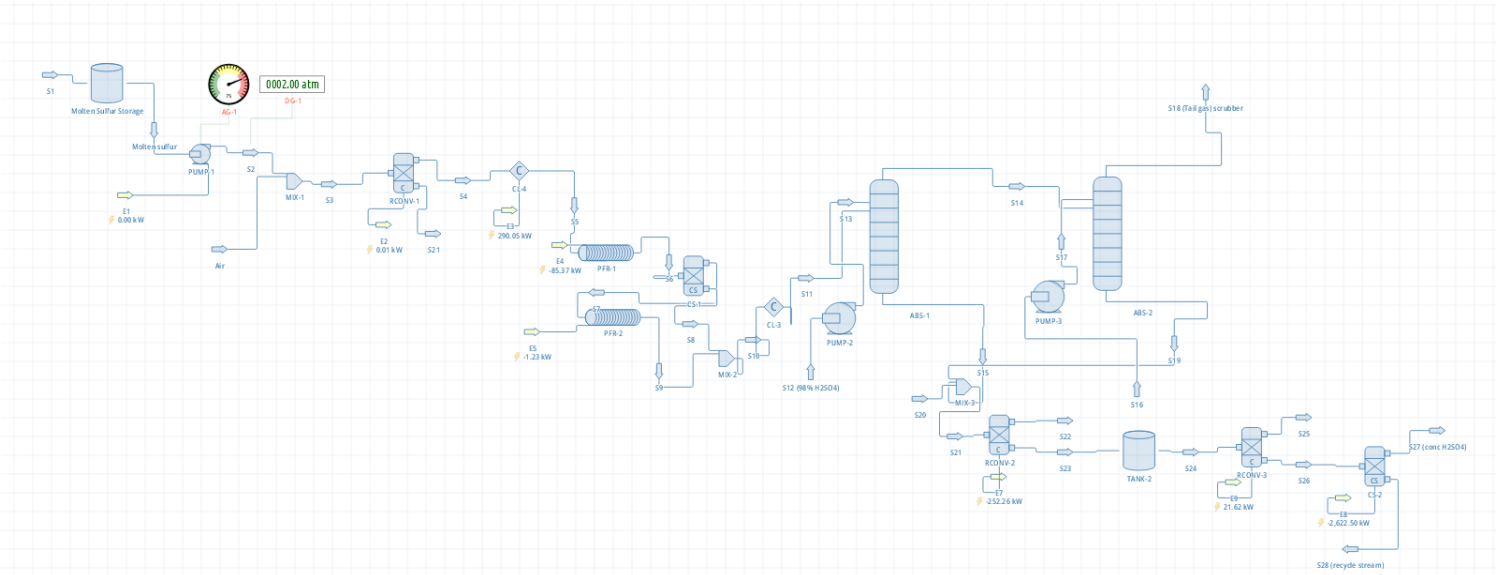 S1
Molten Sulfur Storage
75
AG-1
0002.00 atm
DG-1
Molten sulfur
PUMP-1
S2
E1
0.00 kW
Air
MIX-1
S3
RCONV-1
C
E2
0.01 kW
S21
S4
C
CL-4
E3
290.05 kW
S5
E4
-85.37 kW
PFR-1
S6
CS
CS-1
S7
PFR-2
E5
-1.23 kW
S8
S9
MIX-2
S10
C
CL-3
S11
S12 (98% H2SO4)
PUMP-2
S13
ABS-1
S14
S15
S16
PUMP-3
S17
S18 (Tail gas) scrubber
ABS-2
S19
S20
MIX-3
S21
C
RCONV-2
E7
-252.26 kW
S22
S23
TANK-2
S24
C
RCONV-3
E9
21.62 kW
S25
S26
CS
CS-2
E8
-2,622.50 kW
S27 (conc H2SO4)
S28 (recycle stream)